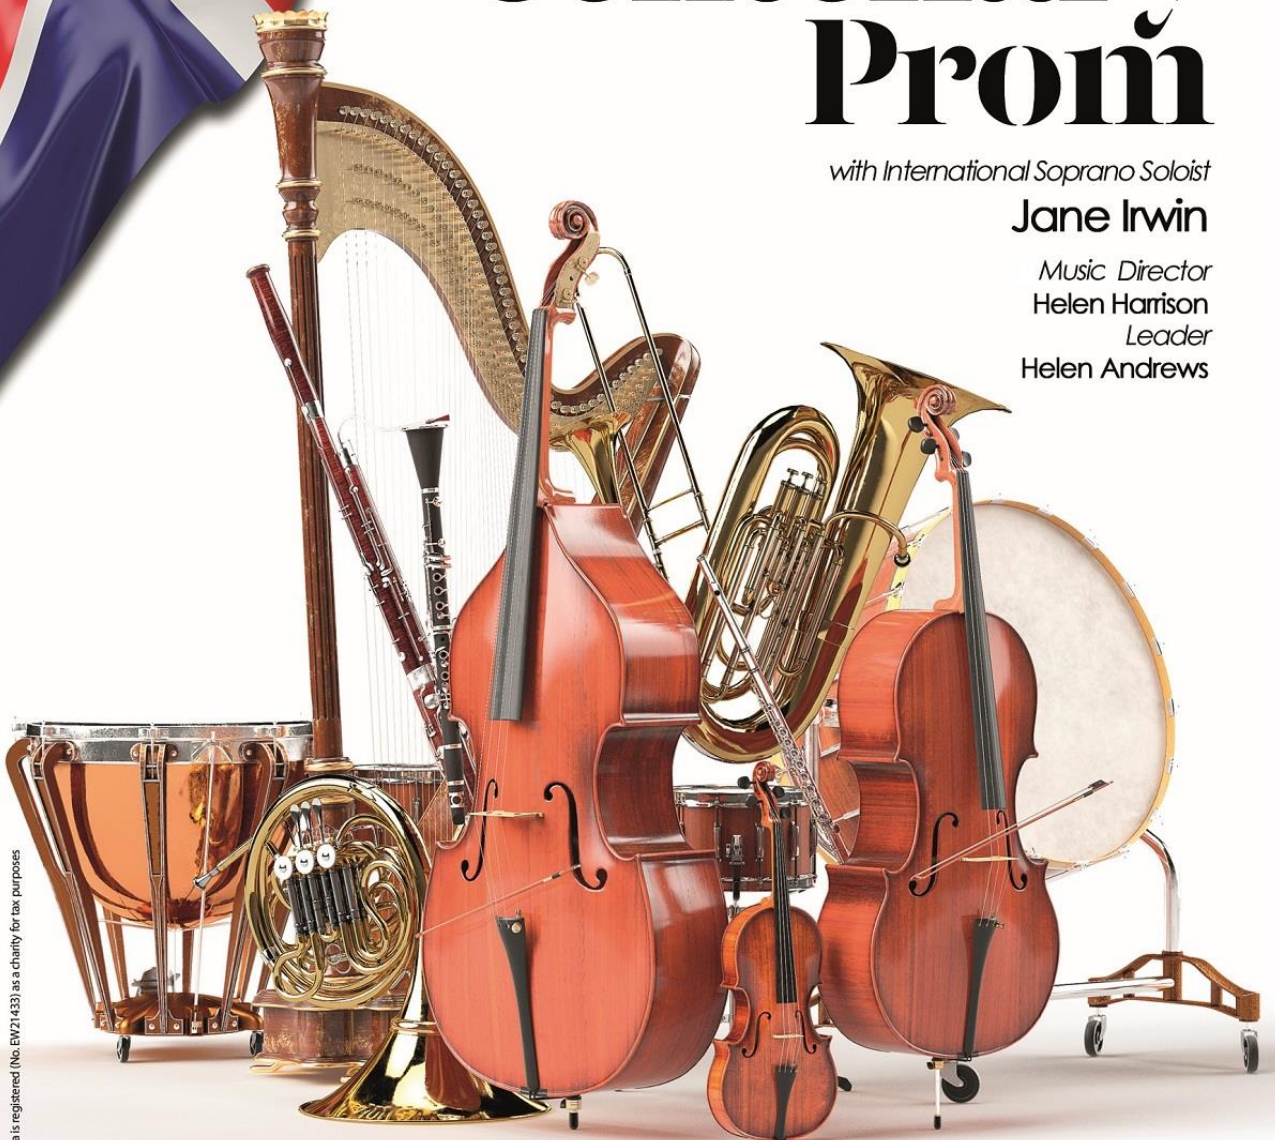 Prom
with International Soprano Soloist
Jane Irwin
Music Director
Helen Harrison
Leader
Helen Andrews
is registered (No. EW21433) as a charity for tax purposes